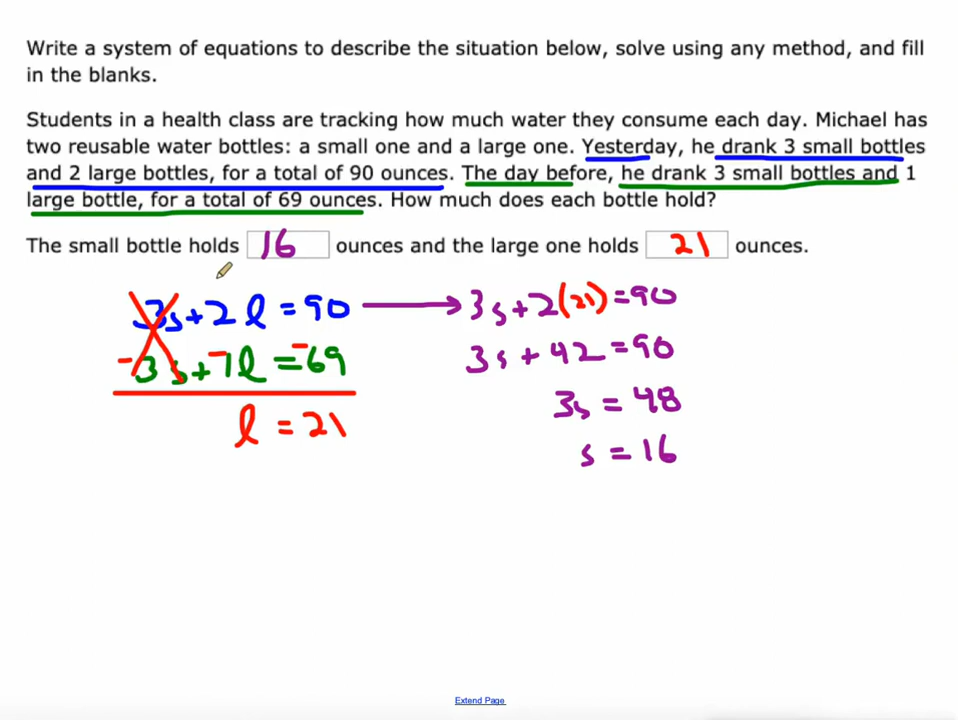 Write a system of equations to describe the situation below, solve using any method, and fill
in the blanks.
Students in a health class are tracking how much water they consume each day. Michael has
two reusable water bottles: a small one and a large one. Yesterday, he drank 3 small bottles
and 2 large bottles, for a total of 90 ounces. The day before, he drank 3 small bottles and 1
large bottle, for a total of 69 ounces. How much does each bottle hold?
The small bottle holds 16 ounces and the large one holds 21 ounces.
3s+2l=90
3s+2(21)=90
-3s+-1l=-69
3s+42=90
l=21
3s=48
s=16
Extend Page